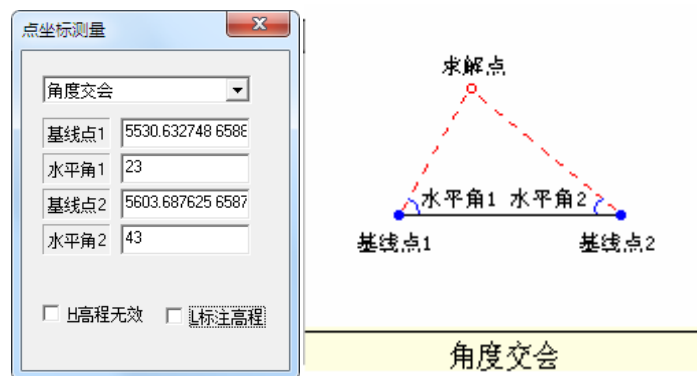 点坐标测量
角度交会
基线点1 5530.632748 658
水平角1 23
基线点2 5603.687625 6587
水平角2 43
H高程无效 L标注高程
求解点
水平角1 水平角2
基线点1 基线点2
角度交会